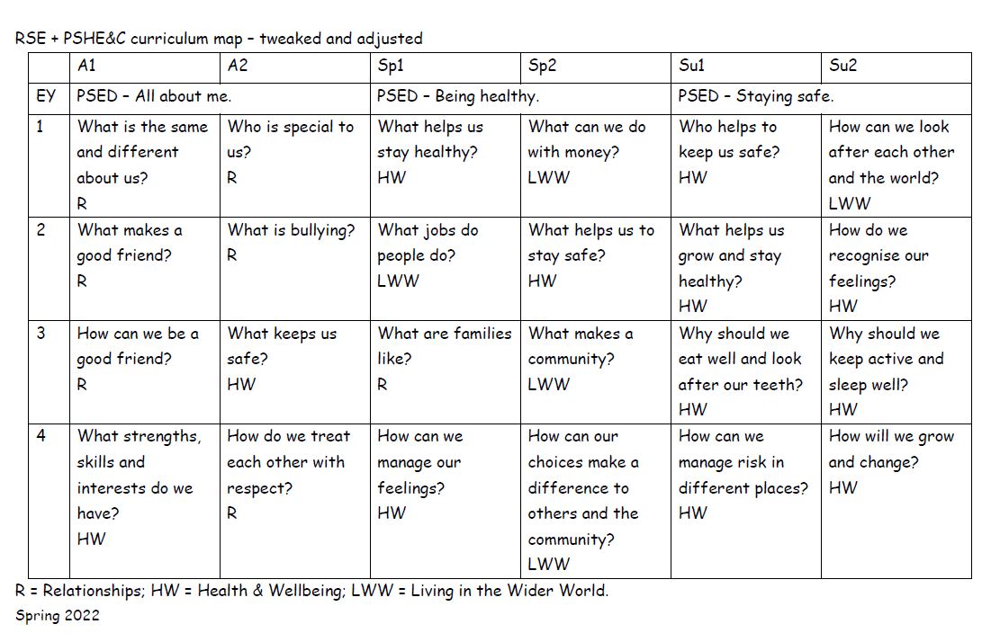 RSE + PSHE&C curriculum map – tweaked and adjusted
A1 A2 Sp1 Sp2 Su1 Su2
EY PSED – All about me. PSED – Being healthy. PSED – Staying safe.
1 What is the same Who is special to What helps us What can we do Who helps to How can we look
and different us? stay healthy? with money? keep us safe? after each other
about us? R HW LWW HW and the world?
R LWW
2 What makes a What is bullying? What jobs do What helps us to What helps us How do we
good friend? R people do? stay safe? grow and stay recognise our
R LWW HW healthy? feelings?
HW HW
3 How can we be a What keeps us What are families What makes a Why should we Why should we
good friend? safe? like? community? eat well and look keep active and
R HW R LWW after our teeth? sleep well?
HW HW
4 What strengths, How do we treat How can we How can our How can we How will we grow
skills and each other with manage our choices make a manage risk in and change?
interests do we respect? feelings? difference to different places? HW
have? R HW others and the HW
HW community?
LWW
R = Relationships; HW = Health & Wellbeing; LWW = Living in the Wider World.
Spring 2022